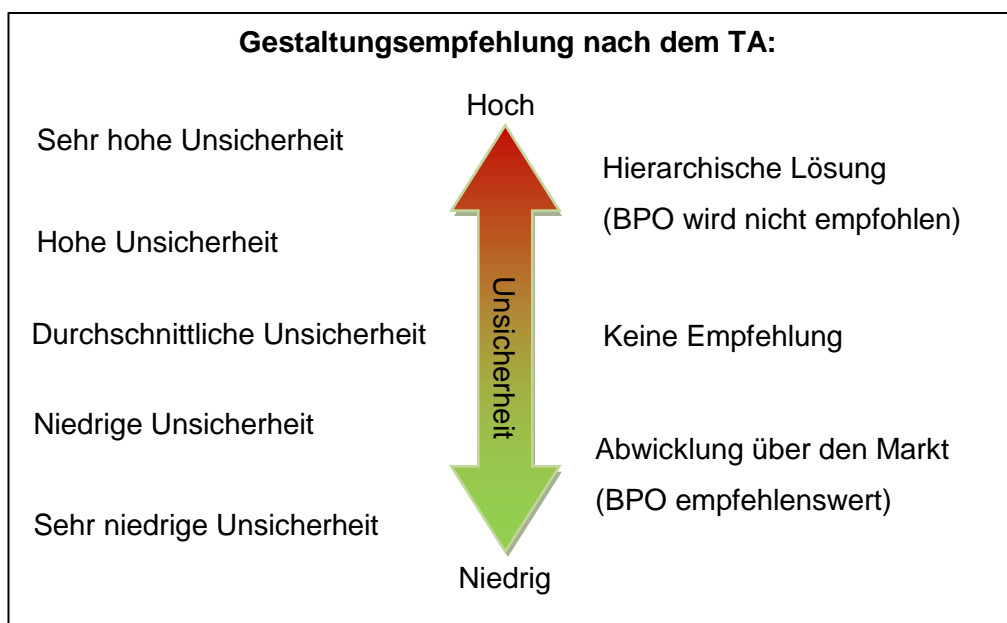 Gestaltungsempfehlung nach dem TA:
Hoch
Sehr hohe Unsicherheit
Hierarchische Lösung
(BPO wird nicht empfohlen)
Hohe Unsicherheit
Unsicherheit
Durchschnittliche Unsicherheit
Keine Empfehlung
Niedrige Unsicherheit
Abwicklung über den Markt
(BPO empfehlenswert)
Sehr niedrige Unsicherheit
Niedrig